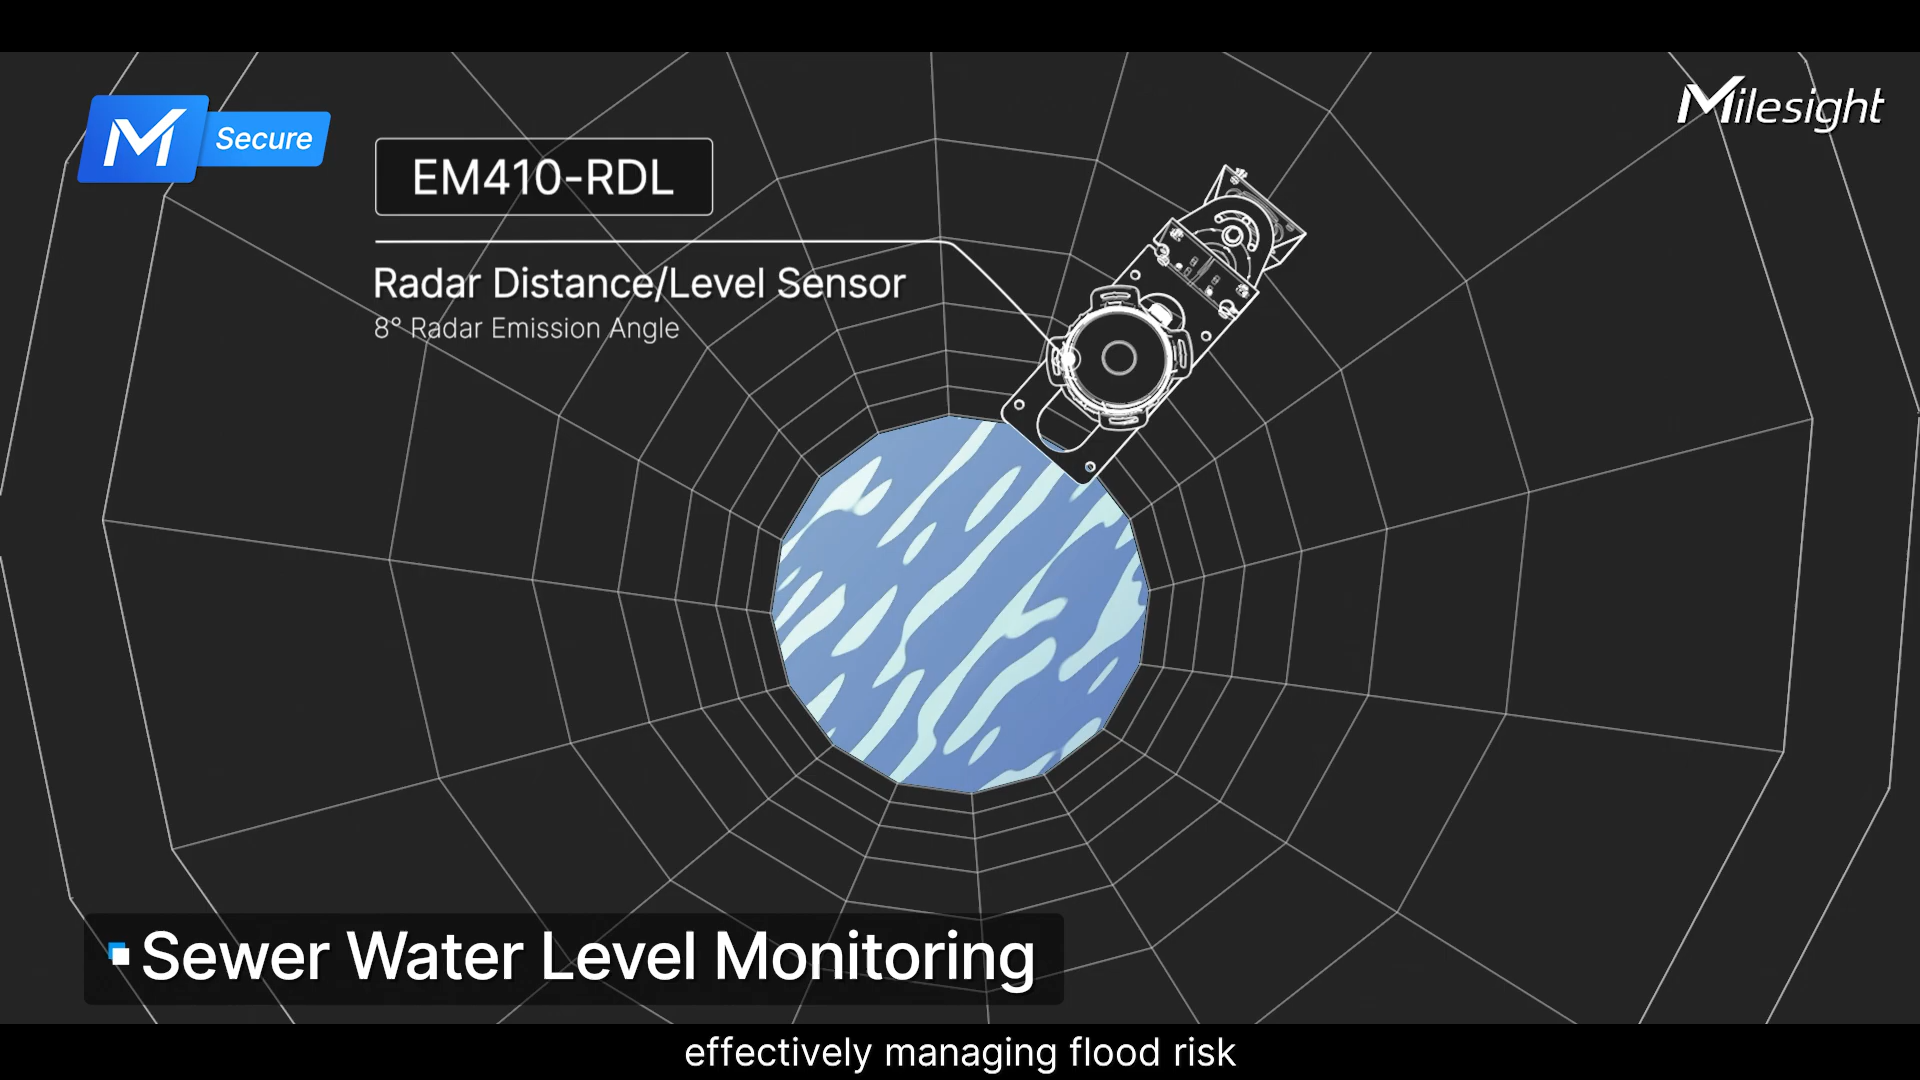 Secure
Milesight
EM410-RDL
Radar Distance/Level Sensor
8° Radar Emission Angle
Sewer Water Level Monitoring
effectively managing flood risk